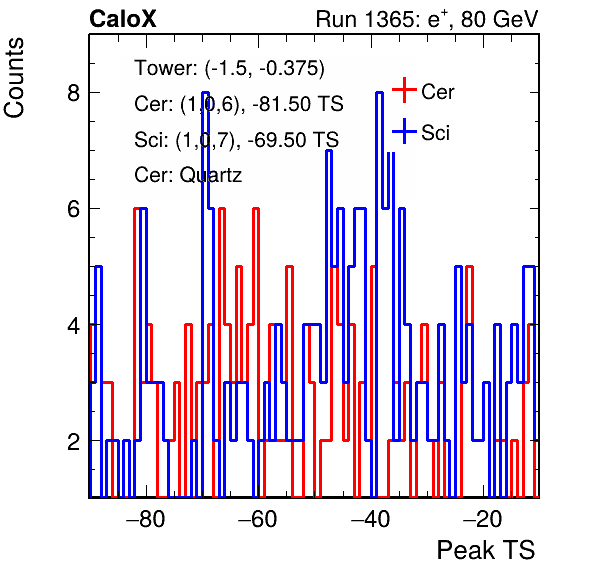 CaloX Run 1365: e⁺, 80 GeV
Counts
Tower: (-1.5, -0.375)
Cer: (1,0,6), -81.50 TS
Sci: (1,0,7), -69.50 TS
Cer: Quartz
Cer
Sci
8
6
4
2
−80 −60 −40 −20
Peak TS